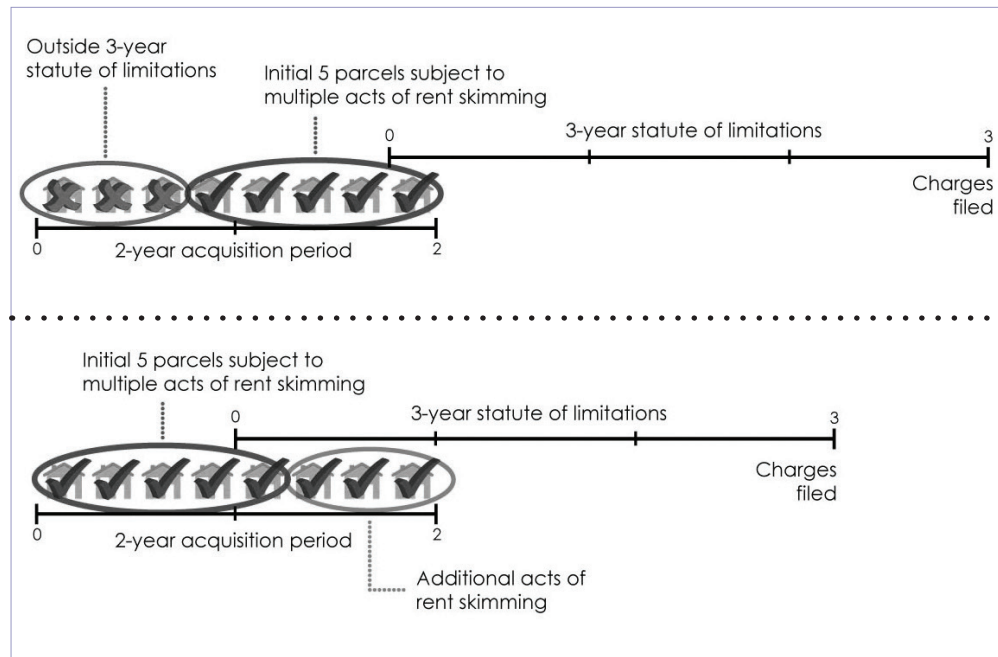 Outside 3-year
statute of limitations
Initial 5 parcels subject to
multiple acts of rent skimming
0
3-year statute of limitations
3
Charges
filed
0
2-year acquisition period
2
Initial 5 parcels subject to
multiple acts of rent skimming
0
3-year statute of limitations
3
Charges
filed
0
2-year acquisition period
2
Additional acts of
rent skimming